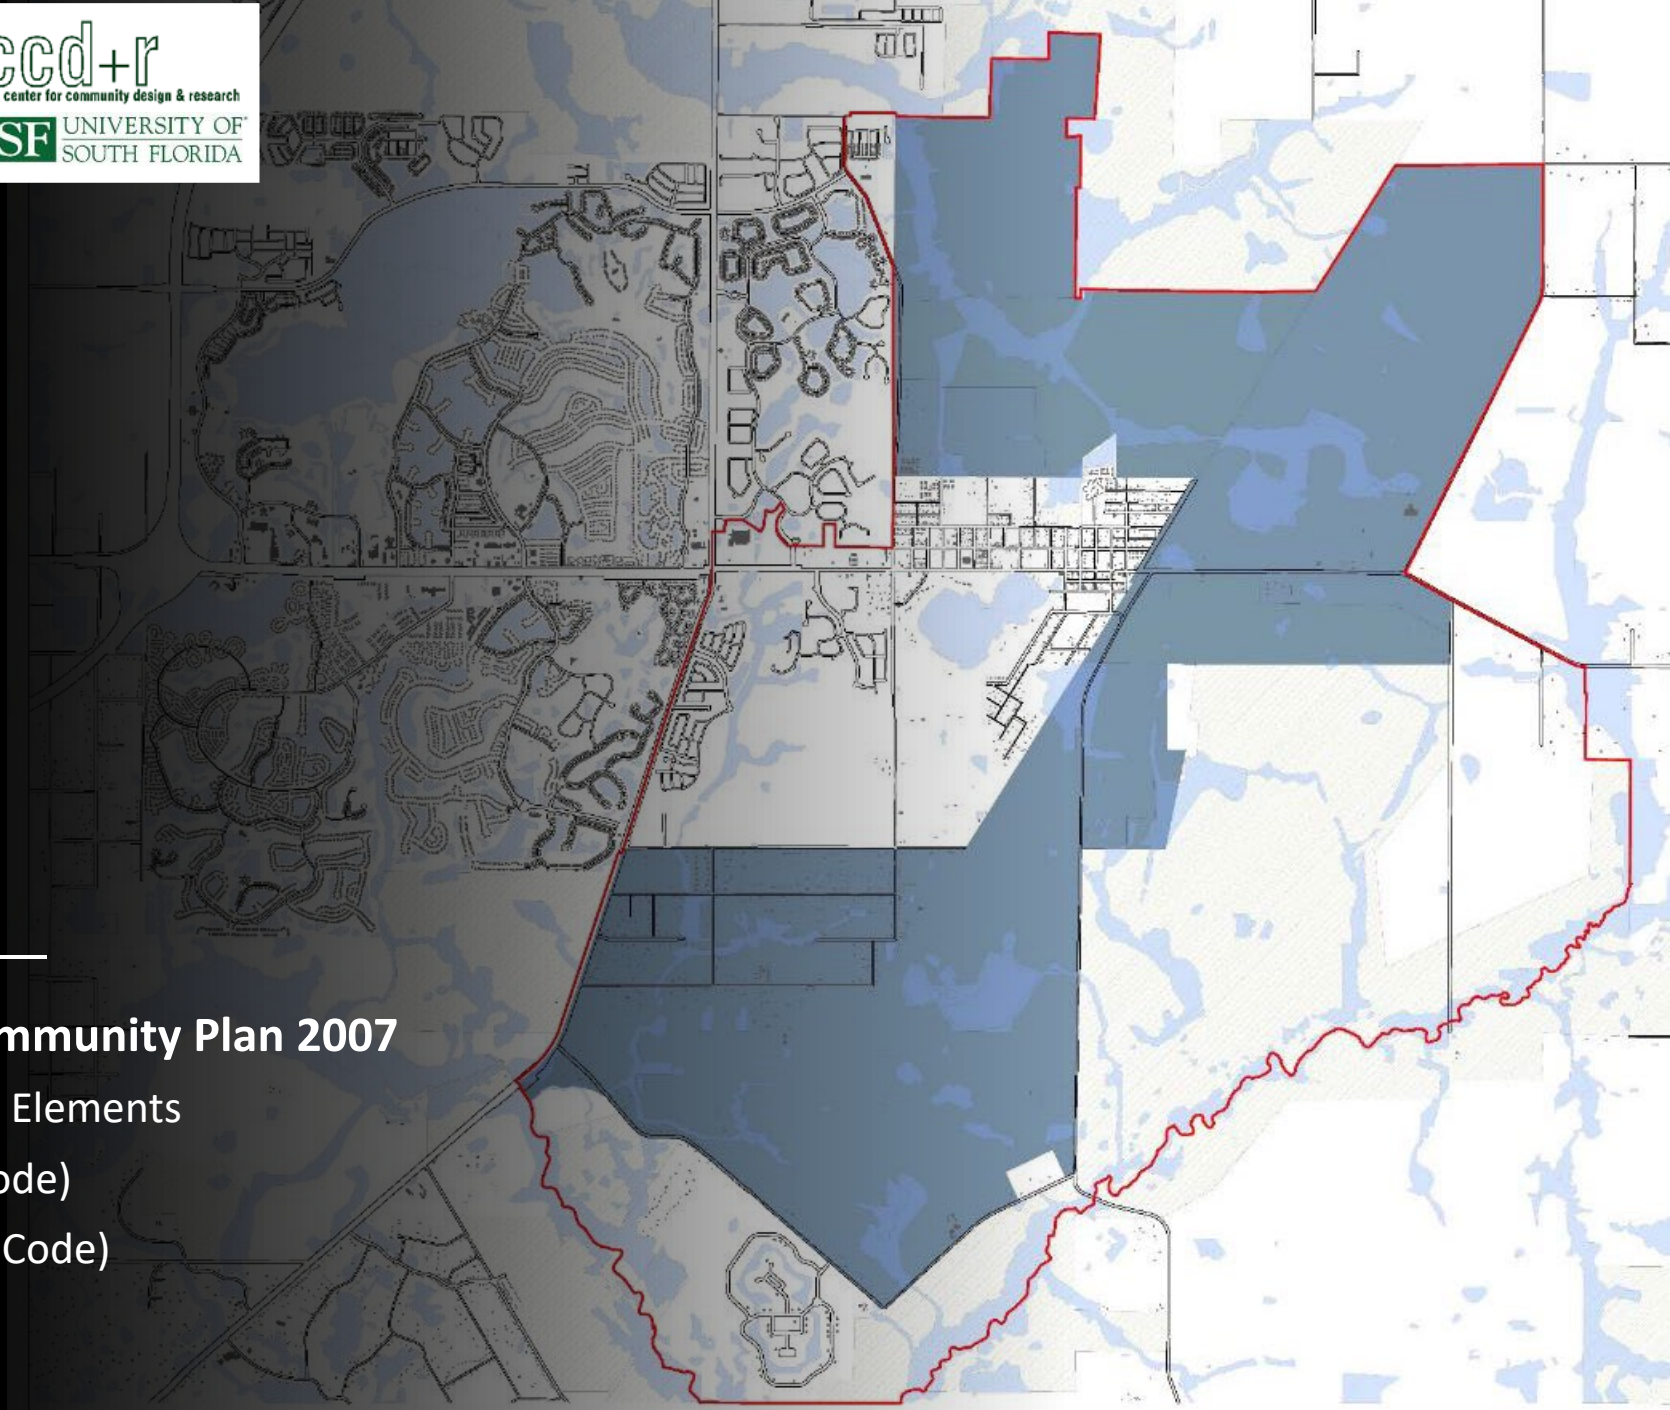 ccd+r
center for community design & research
SF UNIVERSITY OF
SOUTH FLORIDA
mmunity Plan 2007
Elements
ode)
Code)